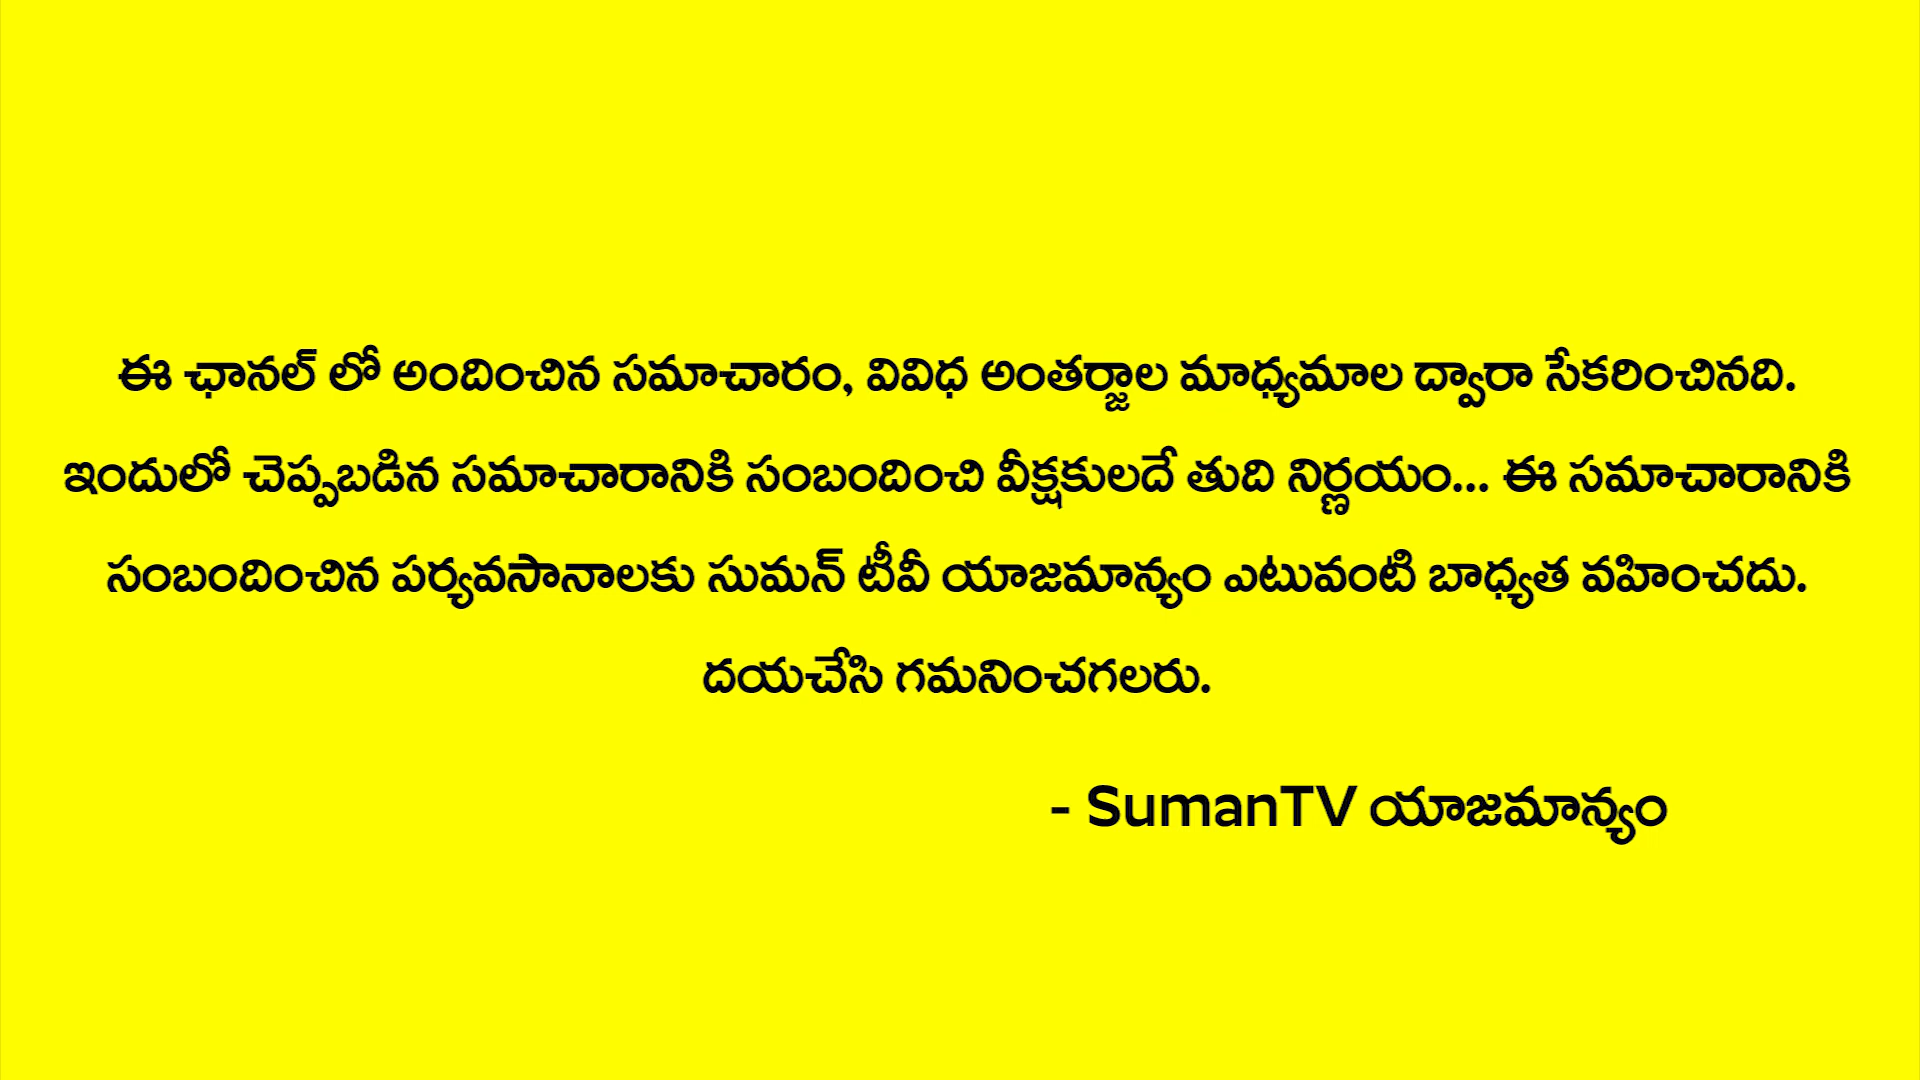 ఈ ఛానల్ లో అందించిన సమాచారం, వివిధ అంతర్జాల మాధ్యమాల ద్వారా సేకరించినది.
ఇందులో చెప్పబడిన సమాచారానికి సంబందించి వీక్షకులదే తుది నిర్ణయం... ఈ సమాచారానికి
సంబందించిన పర్యవసానాలకు సుమన్ టీవీ యాజమాన్యం ఎటువంటి బాధ్యత వహించదు.
దయచేసి గమనించగలరు.
- SumanTV యాజమాన్యం